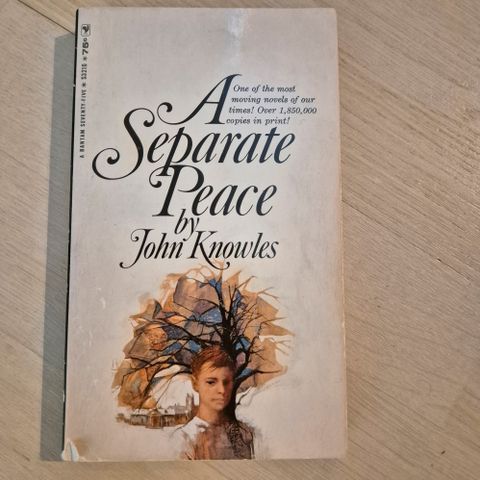 A BANTAM SEVENTY-FIVE ★ S3210 ★ 75¢
A
One of the most
moving novels of our
times! Over 1,850,000
copies in print!
Separate
Peace
by
John Knowles